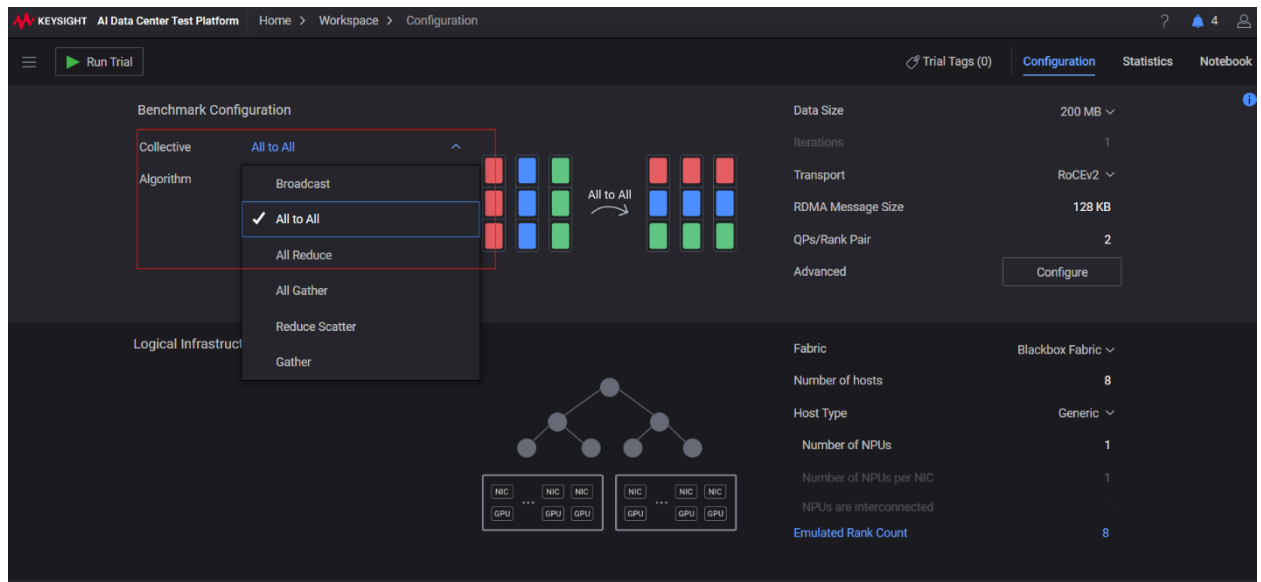 KEYSIGHT AI Data Center Test Platform Home > Workspace > Configuration ? 4
Run Trial Trial Tags (0) Configuration Statistics Notebook
Benchmark Configuration
Collective All to All
Algorithm
Broadcast
All to All
All Reduce
All Gather
Reduce Scatter
Gather
All to All
Data Size 200 MB
Iterations 1
Transport RoCEv2
RDMA Message Size 128 KB
QPs/Rank Pair 2
Advanced Configure
Logical Infrastruct
NIC ... NIC NIC NIC ... NIC NIC
GPU GPU GPU GPU GPU GPU
Fabric Blackbox Fabric
Number of hosts 8
Host Type Generic
Number of NPUs 1
Number of NPUs per NIC 1
NPUs are interconnected
Emulated Rank Count 8